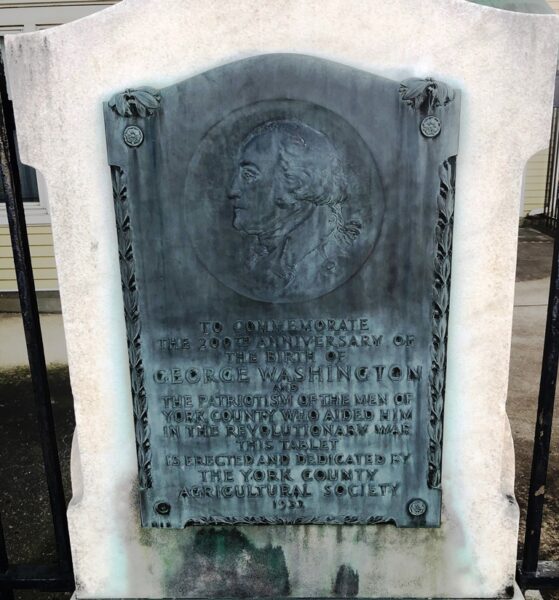 TO COMMEMORATE
THE 200TH ANNIVERSARY OF
THE BIRTH OF
GEORGE WASHINGTON
AND
THE PATRIOTISM OF THE MEN OF
YORK COUNTY WHO AIDED HIM
IN THE REVOLUTIONARY WAR
THIS TABLET
IS ERECTED AND DEDICATED BY
THE YORK COUNTY
AGRICULTURAL SOCIETY
1932